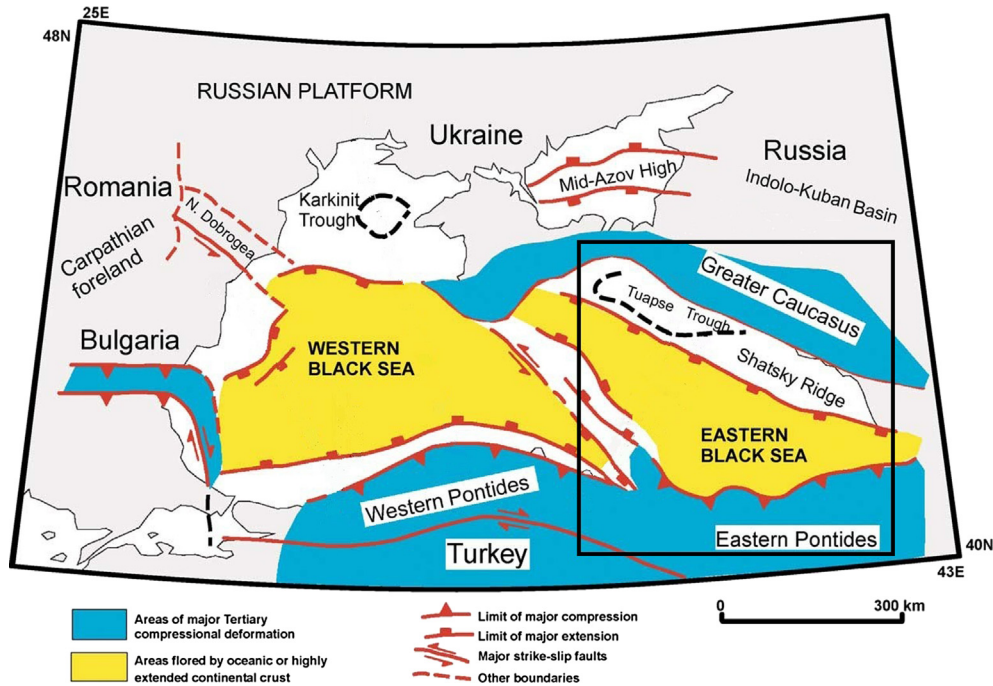 25E
48N
RUSSIAN PLATFORM
Ukraine
Russia
Mid-Azov High
Indolo-Kuban Basin
Romania
Karkinit
Trough
N. Dobrogea
Carpathian
foreland
Greater Caucasus
Tuapse Trough
Bulgaria
WESTERN
BLACK SEA
Shatsky Ridge
EASTERN
BLACK SEA
Western Pontides
Eastern Pontides
Turkey
40N
43E
0 300 km
Areas of major Tertiary
compressional deformation
Areas flored by oceanic or highly
extended continental crust
Limit of major compression
Limit of major extension
Major strike-slip faults
Other boundaries